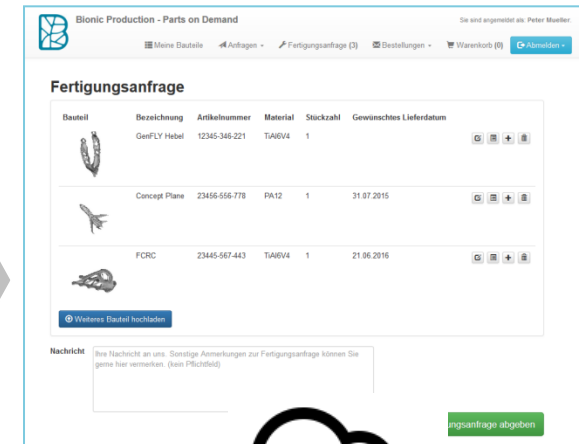 Bionic Production - Parts on Demand
Sie sind angemeldet als: Peter Mueller.
Meine Bauteile Anfragen Fertigungsanfrage (3) Bestellungen Warenkorb (0) Abmelden
Fertigungsanfrage
Bauteil Bezeichnung Artikelnummer Material Stückzahl Gewünschtes Lieferdatum
GenFLY Hebel 12345-346-221 TiAl6V4 1
Concept Plane 23456-556-778 PA12 1 31.07.2015
FCRC 23445-567-443 TiAl6V4 1 21.06.2016
Weiteres Bauteil hochladen
Nachricht
Ihre Nachricht an uns. Sonstige Anmerkungen zur Fertigungsanfrage können Sie
gerne hier vermerken. (kein Pflichtfeld)
ngsanfrage abgeben